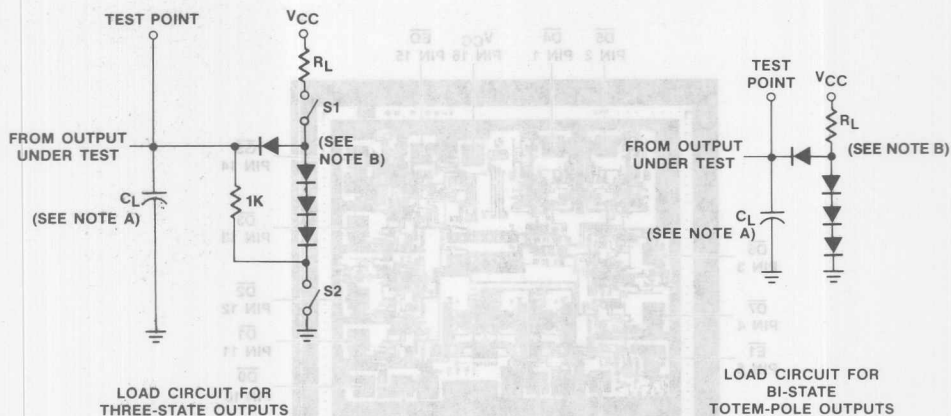 TEST POINT
VCC
RL
S1
FROM OUTPUT
UNDER TEST
(SEE
NOTE B)
CL
(SEE NOTE A)
1K
S2
LOAD CIRCUIT FOR
THREE-STATE OUTPUTS
TEST
POINT
VCC
RL
FROM OUTPUT
UNDER TEST
(SEE NOTE B)
CL
(SEE NOTE A)
LOAD CIRCUIT FOR
BI-STATE
TOTEM-POLE OUTPUTS